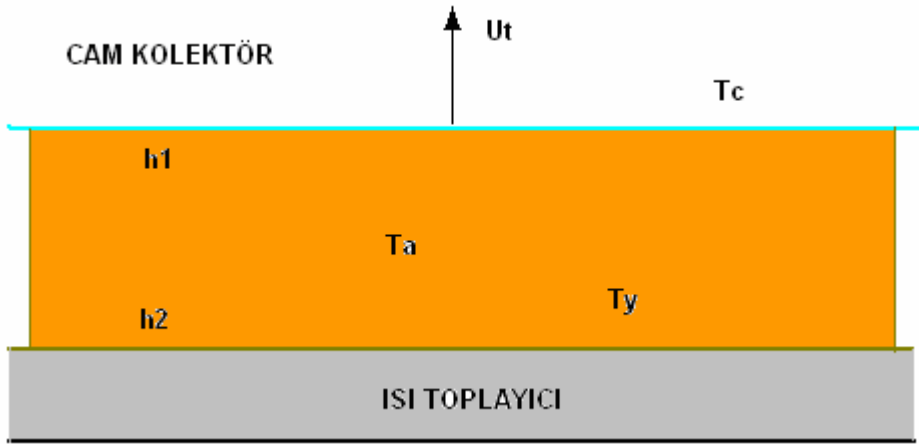 Ut
CAM KOLEKTÖR
Tc
h1
Ta
Ty
h2
ISI TOPLAYICI